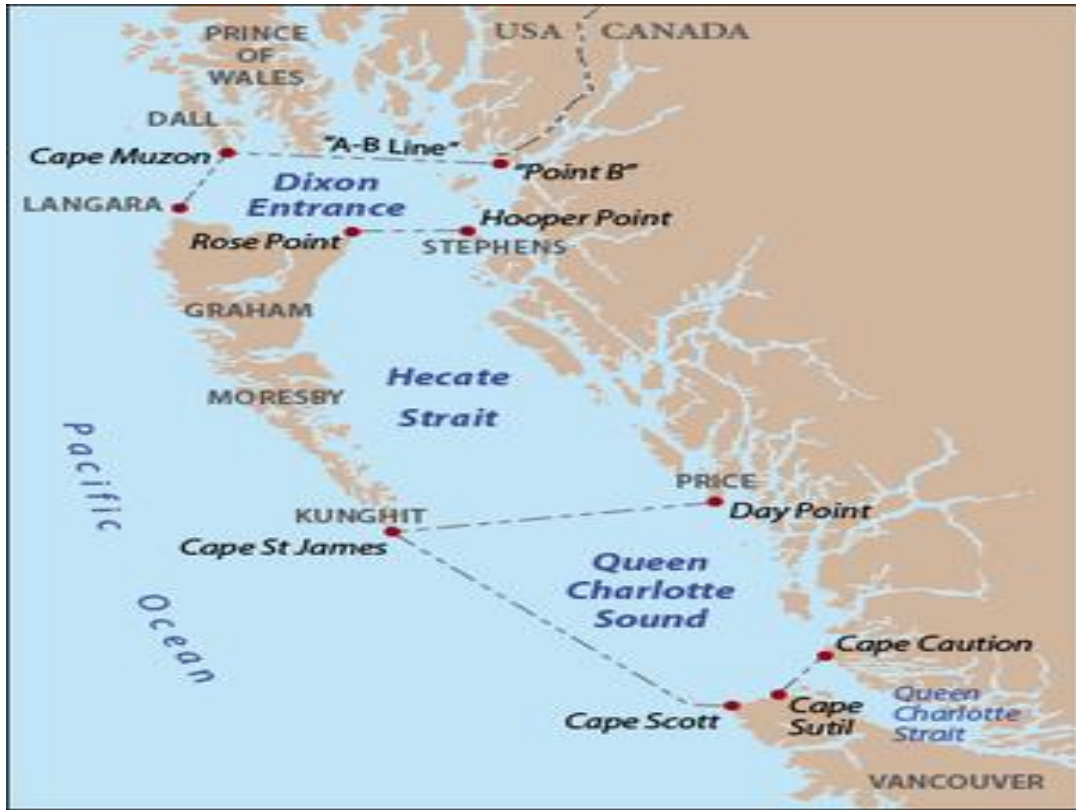 PRINCE
OF
WALES
USA CANADA
DALL
"A-B Line"
Cape Muzon
"Point B"
Dixon
Entrance
LANGARA
Hooper Point
Rose Point
STEPHENS
GRAHAM
Hecate
Strait
MORESBY
pacific
Ocean
PRICE
Day Point
KUNGHIT
Cape St James
Queen
Charlotte
Sound
Cape Caution
Queen
Charlotte
Strait
Cape Scott
Cape
Sutil
VANCOUVER